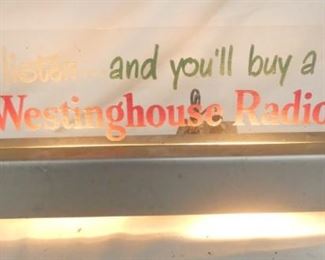 listen...and you'll buy a
Westinghouse Radio